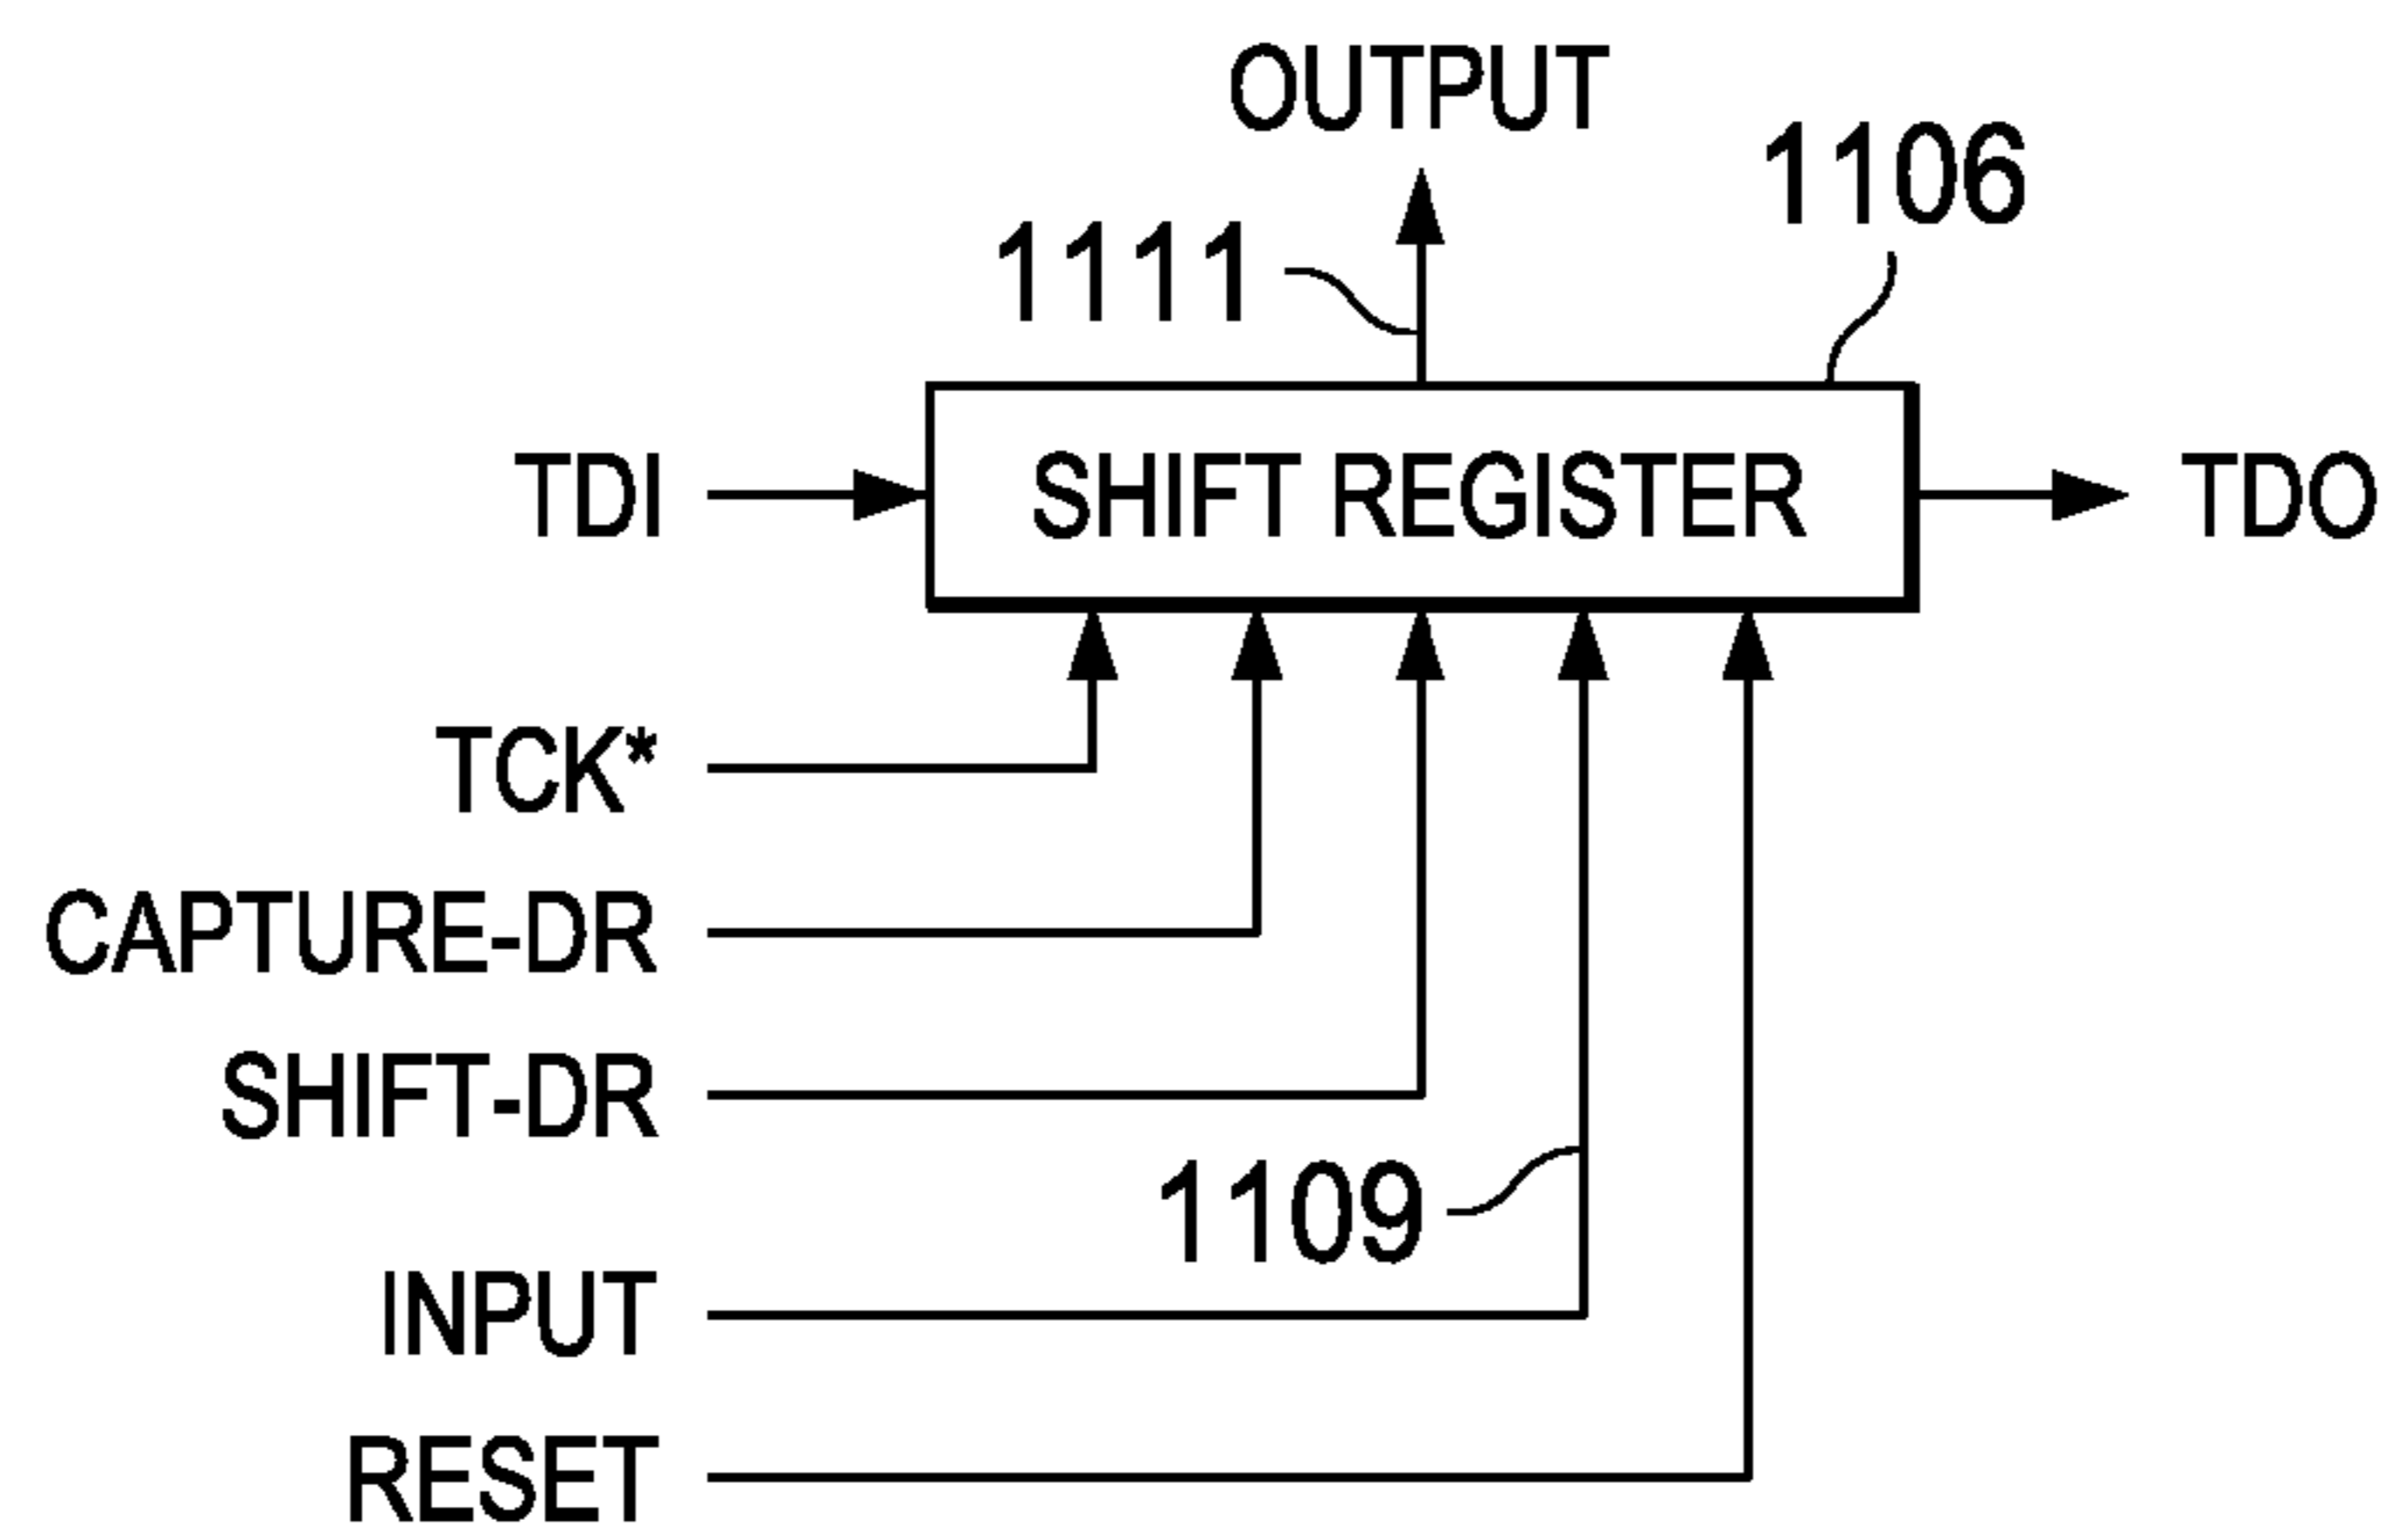 OUTPUT
1106
1111
TDI
SHIFT REGISTER
TDO
TCK*
CAPTURE-DR
SHIFT-DR
1109
INPUT
RESET